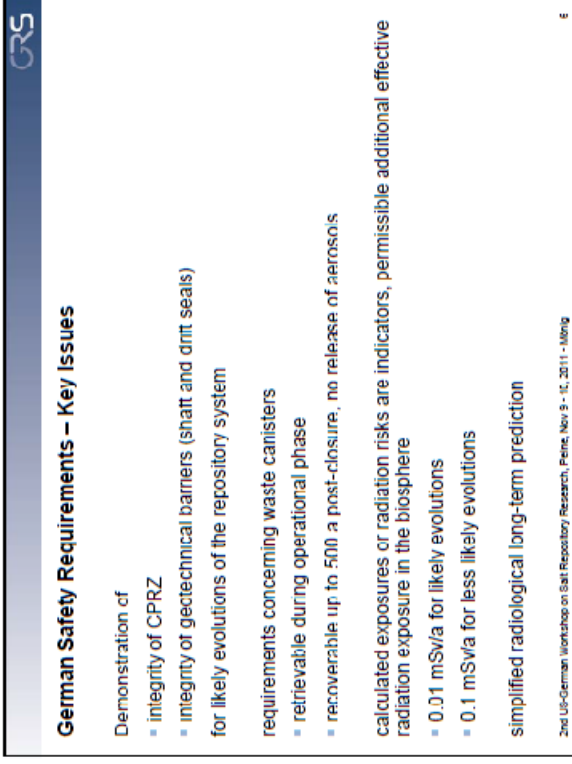 GRS
German Safety Requirements – Key Issues
Demonstration of
integrity of CPRZ
integrity of geotechnical barriers (shaft and drift seals)
for likely evolutions of the repository system
requirements concerning waste canisters
retrievable during operational phase
recoverable up to 500 a post-closure, no release of aerosols
calculated exposures or radiation risks are indicators, permissible additional effective
radiation exposure in the biosphere
0.01 mSv/a for likely evolutions
0.1 mSv/a for less likely evolutions
simplified radiological long-term prediction
2nd US-German Workshop on Salt Repository Research, Peine, Nov 9 - 10, 2011 - Mönig